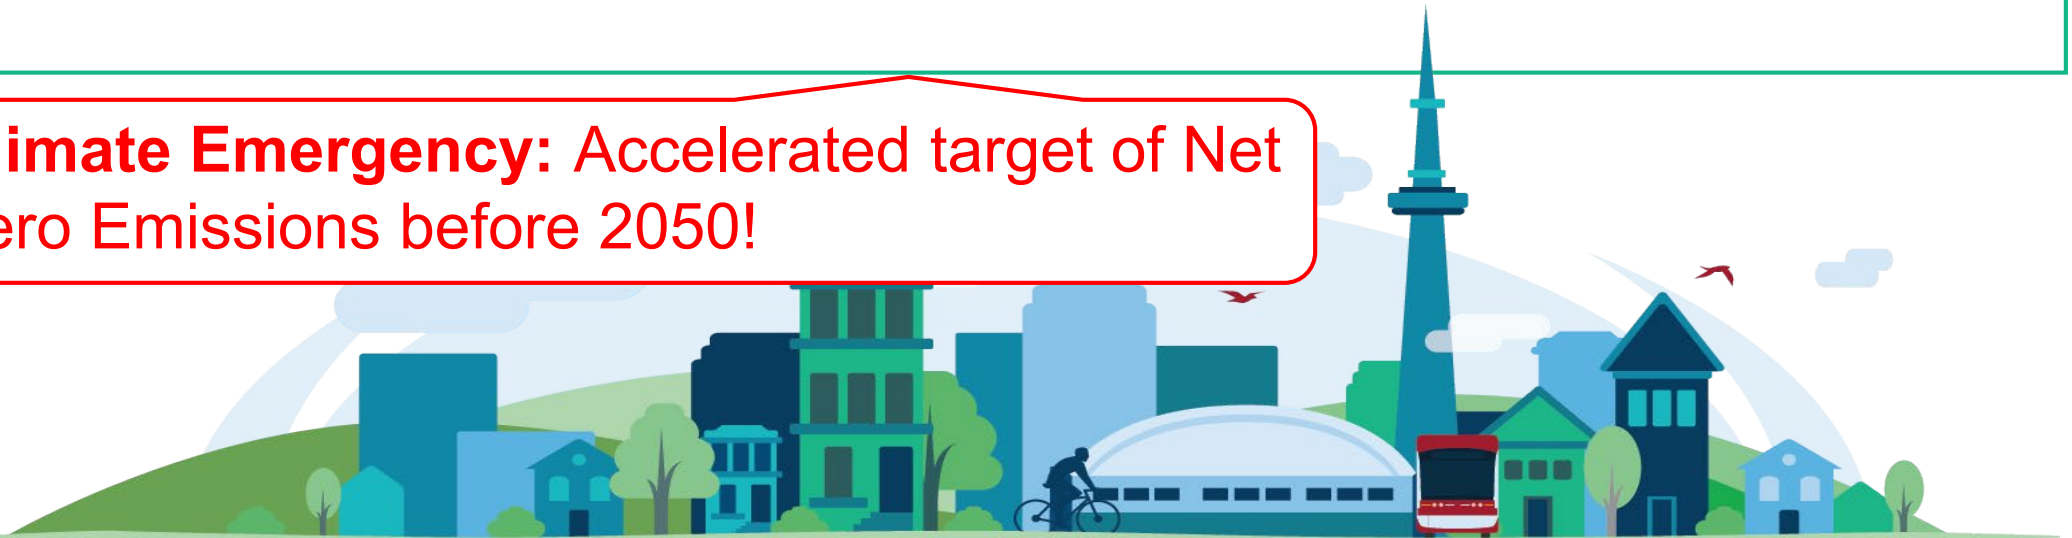 imate Emergency: Accelerated target of Net
ero Emissions before 2050!